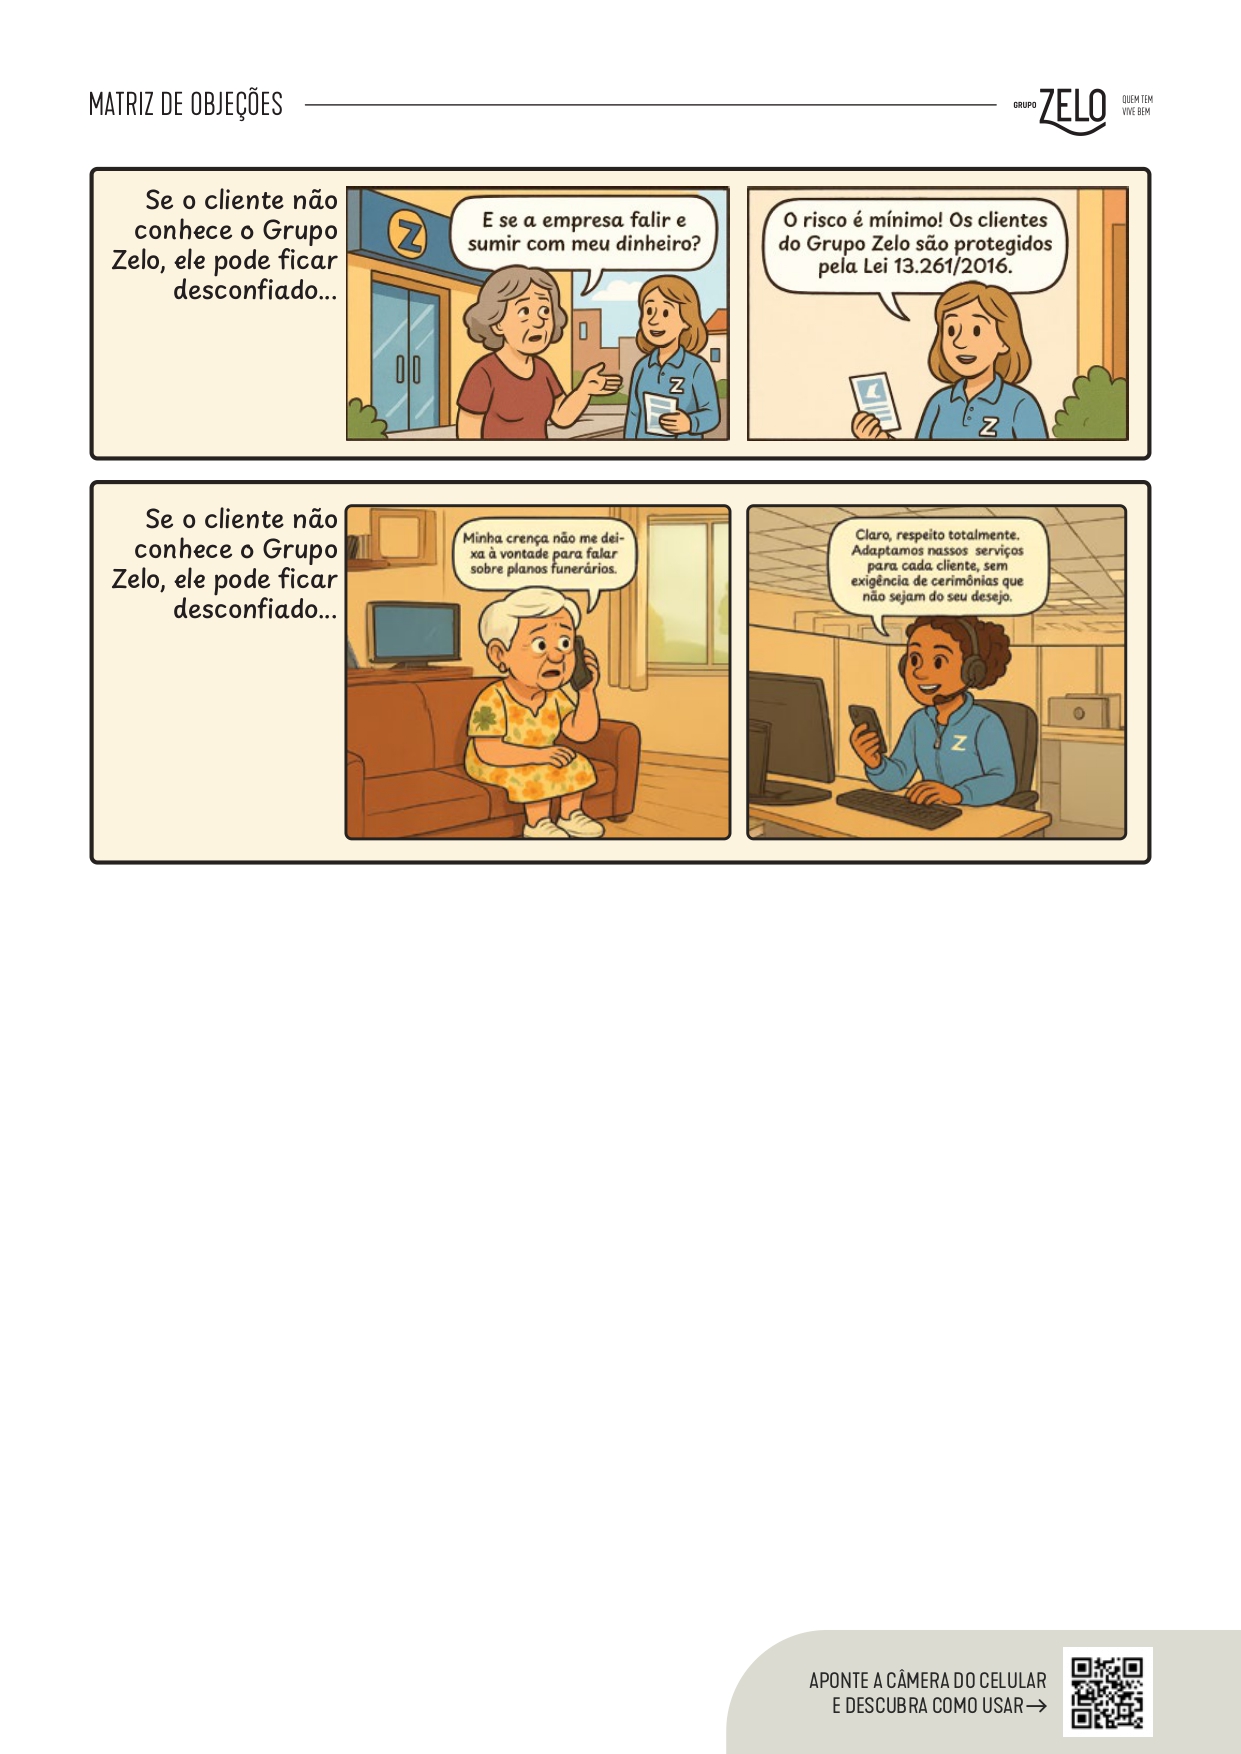 MATRIZ DE OBJEÇÕES
GRUPO ZELO
QUEM TEM
VIVE BEM
Se o cliente não
conhece o Grupo
Zelo, ele pode ficar
desconfiado...
Z
E se a empresa falir e
sumir com meu dinheiro?
Z
O risco é mínimo! Os clientes
do Grupo Zelo são protegidos
pela Lei 13.261/2016.
Z
Se o cliente não
conhece o Grupo
Zelo, ele pode ficar
desconfiado...
Minha crença não me dei-
xa à vontade para falar
sobre planos funerários.
Claro, respeito totalmente.
Adaptamos nassos serviços
para cada cliente, sem
exigência de cerimônias que
não sejam do seu desejo.
Z
APONTE A CÂMERA DO CELULAR
E DESCUBRA COMO USAR→